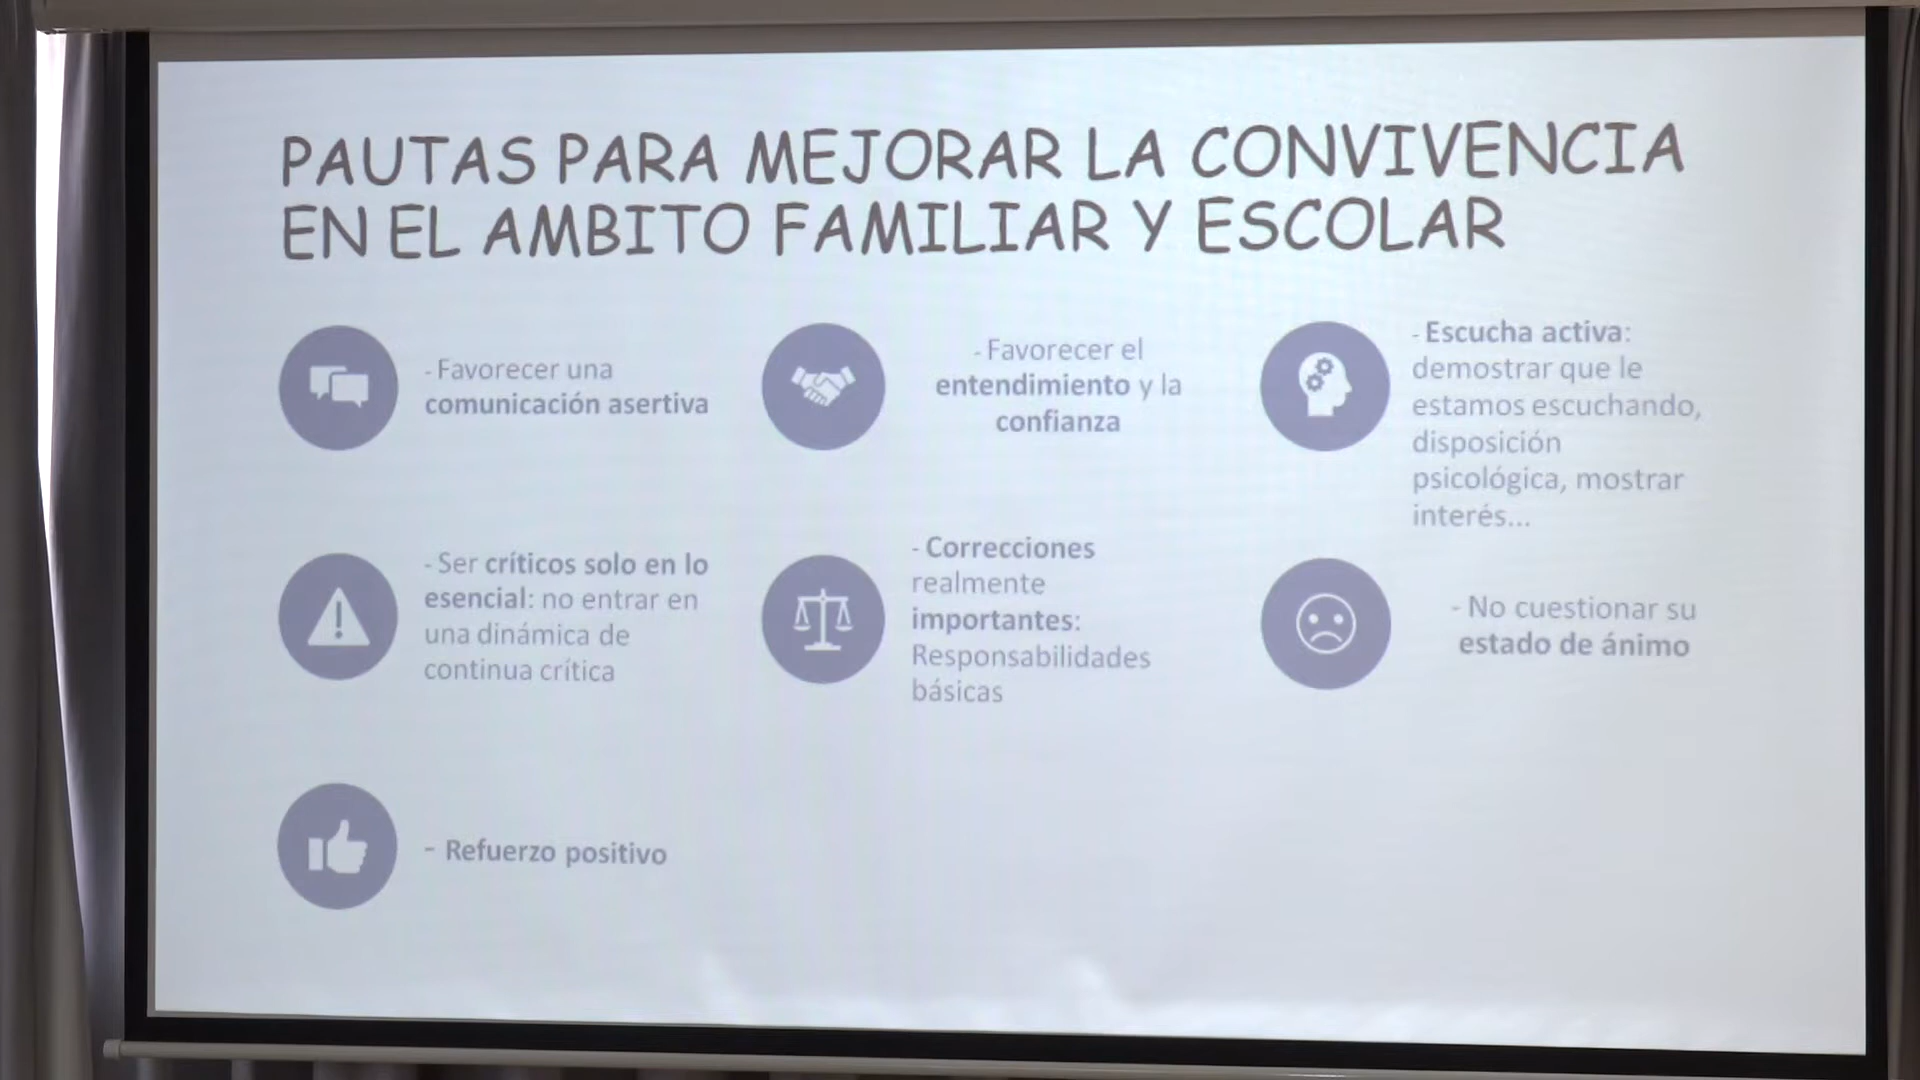 PAUTAS PARA MEJORAR LA CONVIVENCIA
EN EL AMBITO FAMILIAR Y ESCOLAR
- Favorecer una
comunicación asertiva
- Favorecer el
entendimiento y la
confianza
- Escucha activa:
demostrar que le
estamos escuchando,
disposición
psicológica, mostrar
interés...
- Ser críticos solo en lo
esencial: no entrar en
una dinámica de
continua crítica
- Correcciones
realmente
importantes:
Responsabilidades
básicas
- No cuestionar su
estado de ánimo
- Refuerzo positivo